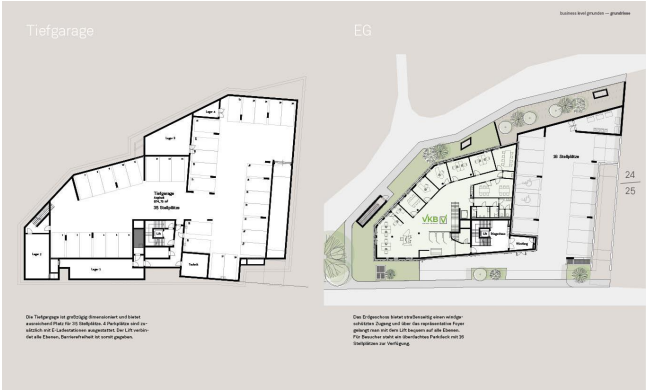 business level gmunden — grundrisse
Tiefgarage
EG
Lager 4
Lager 3
Tiefgarage
35 Stellplätze
Lift
Lager 2
Lager 1
Technik
35 Stellplätze
VKB
Lift
24
25
Die Tiefgarage ist großzügig dimensioniert und bietet
ausreichend Platz für 35 Stellplätze. 4 Parkplätze sind zu-
sätzlich mit E-Ladestationen ausgestattet. Der Lift verbin-
det alle Ebenen, Barrierefreiheit ist somit gegeben.
Das Erdgeschoss bietet straßenseitig einen windge-
schützten Zugang und über das repräsentative Foyer
gelangt man mit dem Lift bequem auf alle Ebenen.
Für Besucher steht ein überdachtes Parkdeck mit 35
Stellplätzen zur Verfügung.